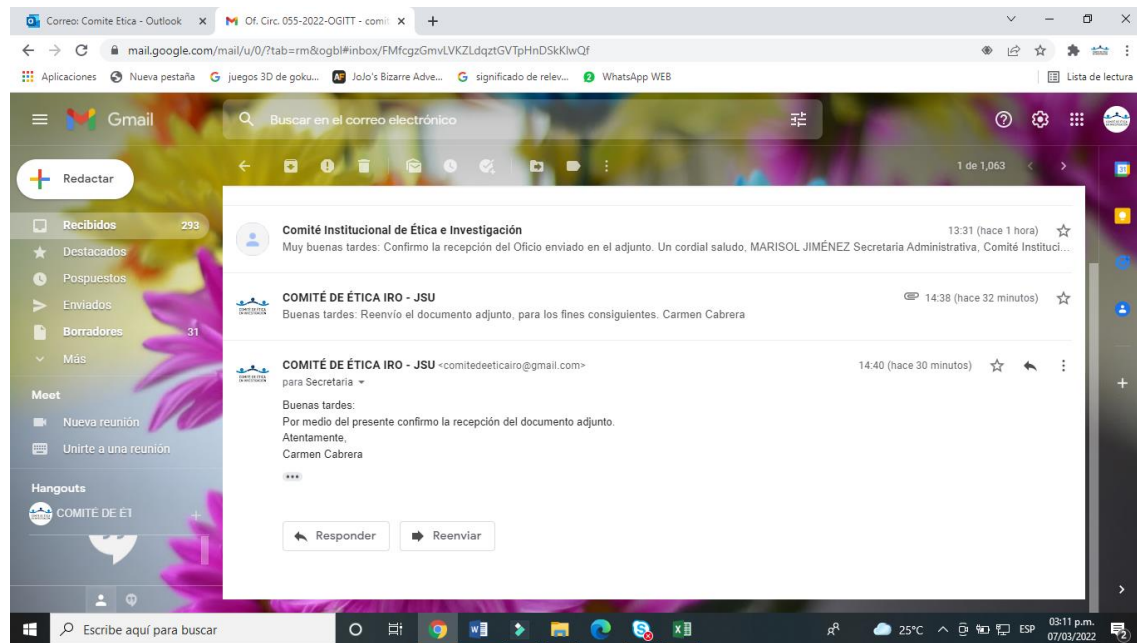 Correo: Comite Etica - Outlook
Of. Circ. 055-2022-OGITT - comit
mail.google.com/mail/u/0/?tab=rm&ogbl#inbox/FMfcgzGmvLVKZLdqztGVTpHnDSkKlwQf
Aplicaciones Nueva pestaña juegos 3D de goku... JoJo's Bizarre Adve... significado de relev... WhatsApp WEB Lista de lectura
Gmail
Buscar en el correo electrónico
Redactar
1 de 1,063
Recibidos 293
Destacados
Pospuestos
Enviados
Borradores 31
Más
Meet
Nueva reunión
Unirte a una reunión
Hangouts
COMITÉ DE ÉT
Comité Institucional de Ética e Investigación 13:31 (hace 1 hora)
Muy buenas tardes: Confirmo la recepción del Oficio enviado en el adjunto. Un cordial saludo, MARISOL JIMÉNEZ Secretaria Administrativa, Comité Instituci...
COMITÉ DE ÉTICA IRO - JSU 14:38 (hace 32 minutos)
Buenas tardes: Reenvío el documento adjunto, para los fines consiguientes. Carmen Cabrera
COMITÉ DE ÉTICA IRO - JSU <comitedeeticairo@gmail.com> 14:40 (hace 30 minutos)
para Secretaria
Buenas tardes:
Por medio del presente confirmo la recepción del documento adjunto.
Atentamente,
Carmen Cabrera
Responder Reenviar
Escribe aquí para buscar
25°C ESP 03:11 p.m.
07/03/2022